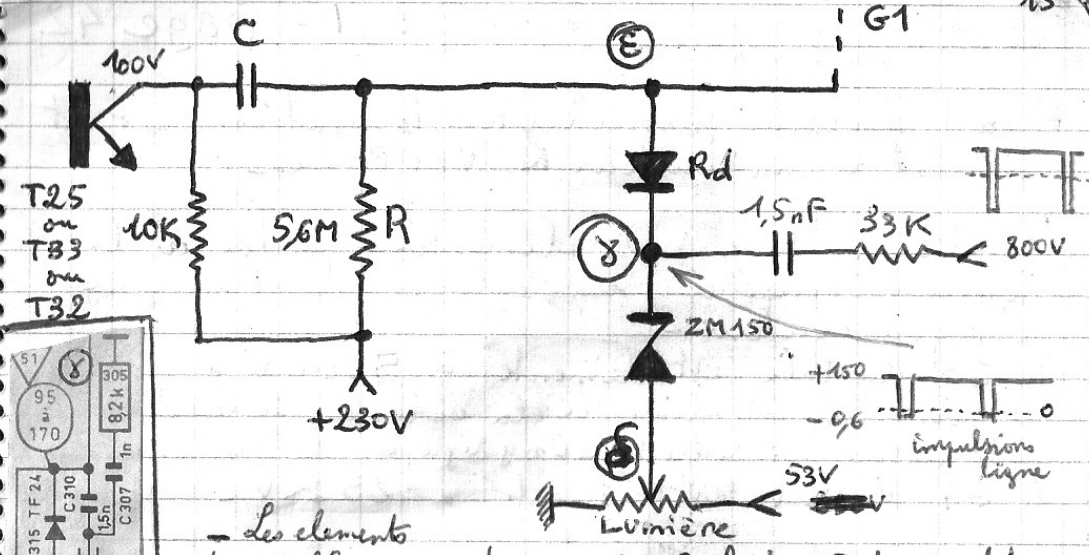 G1
C
ε
100V
Rd
T25
ou
T33
ou
T32
10K
5,6M
R
γ
1,5nF
33K
800V
ZM150
+150
-0,6
0
impulsions
ligne
+230V
δ
53V
Lumière
51
γ
95
à
170
305
82k
1n
C307
C310
1,5n
315 TF 24
- Les elements